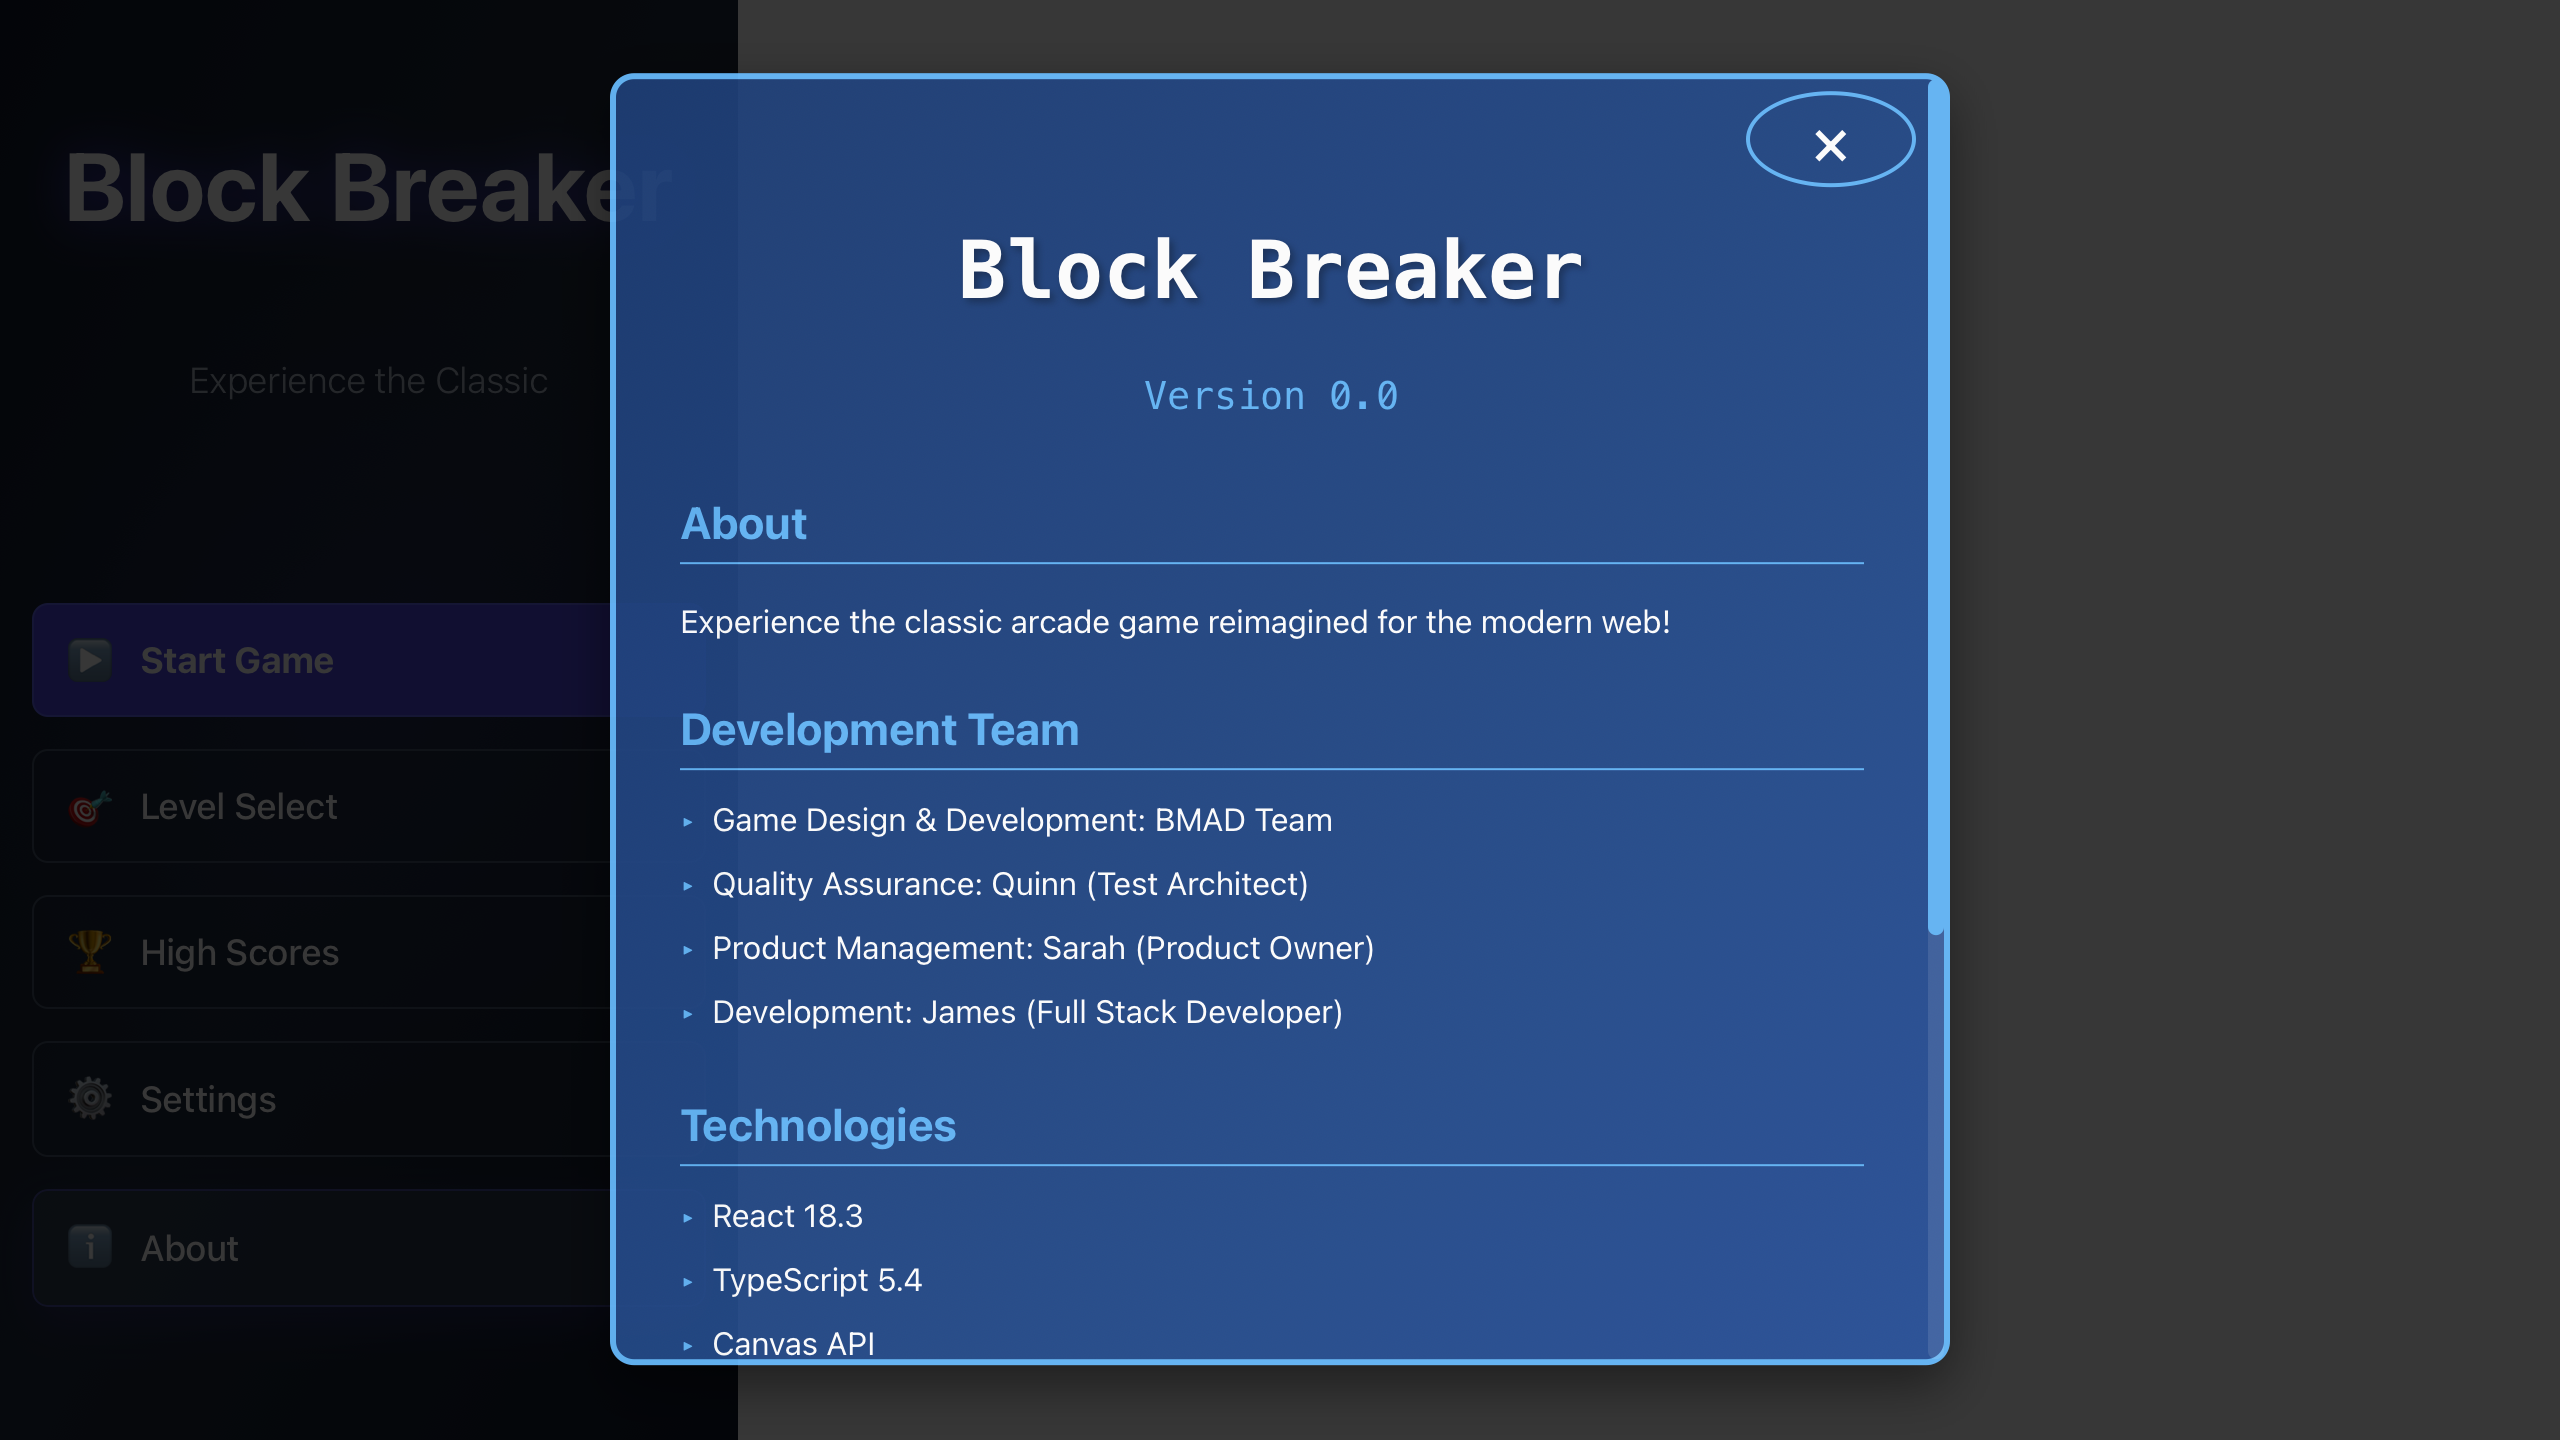 Block Breaker
Experience the Classic
Start Game
Level Select
High Scores
Settings
About
×
Block Breaker
Version 0.0
About
Experience the classic arcade game reimagined for the modern web!
Development Team
▸ Game Design & Development: BMAD Team
▸ Quality Assurance: Quinn (Test Architect)
▸ Product Management: Sarah (Product Owner)
▸ Development: James (Full Stack Developer)
Technologies
▸ React 18.3
▸ TypeScript 5.4
▸ Canvas API